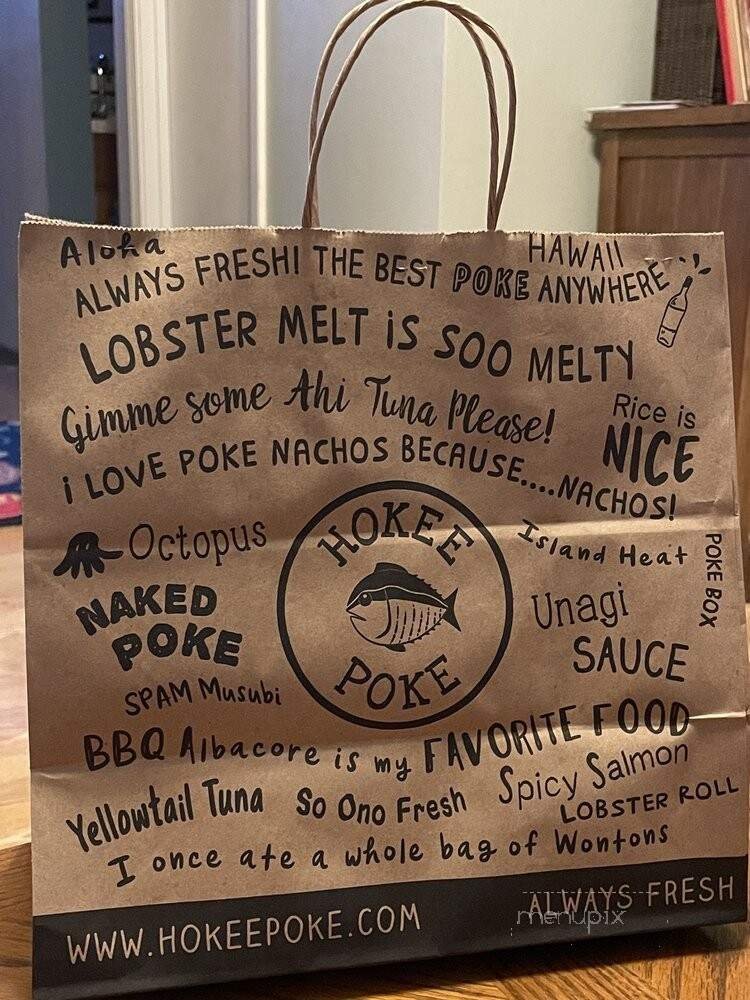 Aloha
HAWAII
ALWAYS FRESH! THE BEST POKE ANYWHERE
LOBSTER MELT iS SOO MELTY
Gimme some Ahi Tuna Please!
Rice is
NICE
i LOVE POKE NACHOS BECAUSE....NACHOS!
Octopus
HOKEE
POKE
Island Heat
POKE BOX
NAKED
POKE
Unagi
SAUCE
SPAM Musubi
BBQ Albacore is my FAVORITE FOOD
Yellowtail Tuna
So Ono Fresh
Spicy Salmon
LOBSTER ROLL
I once ate a whole bag of Wontons
WWW.HOKEEPOKE.COM
ALWAYS FRESH
menupix